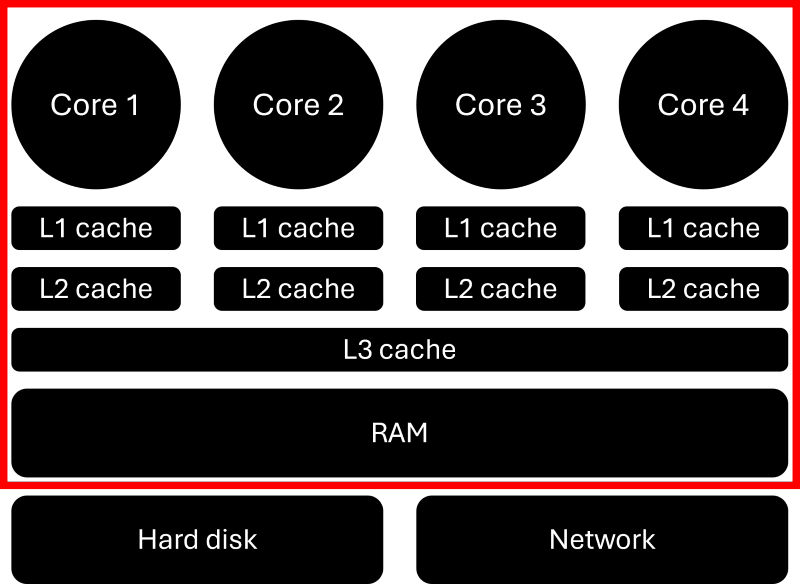 Core 1
Core 2
Core 3
Core 4
L1 cache
L1 cache
L1 cache
L1 cache
L2 cache
L2 cache
L2 cache
L2 cache
L3 cache
RAM
Hard disk
Network